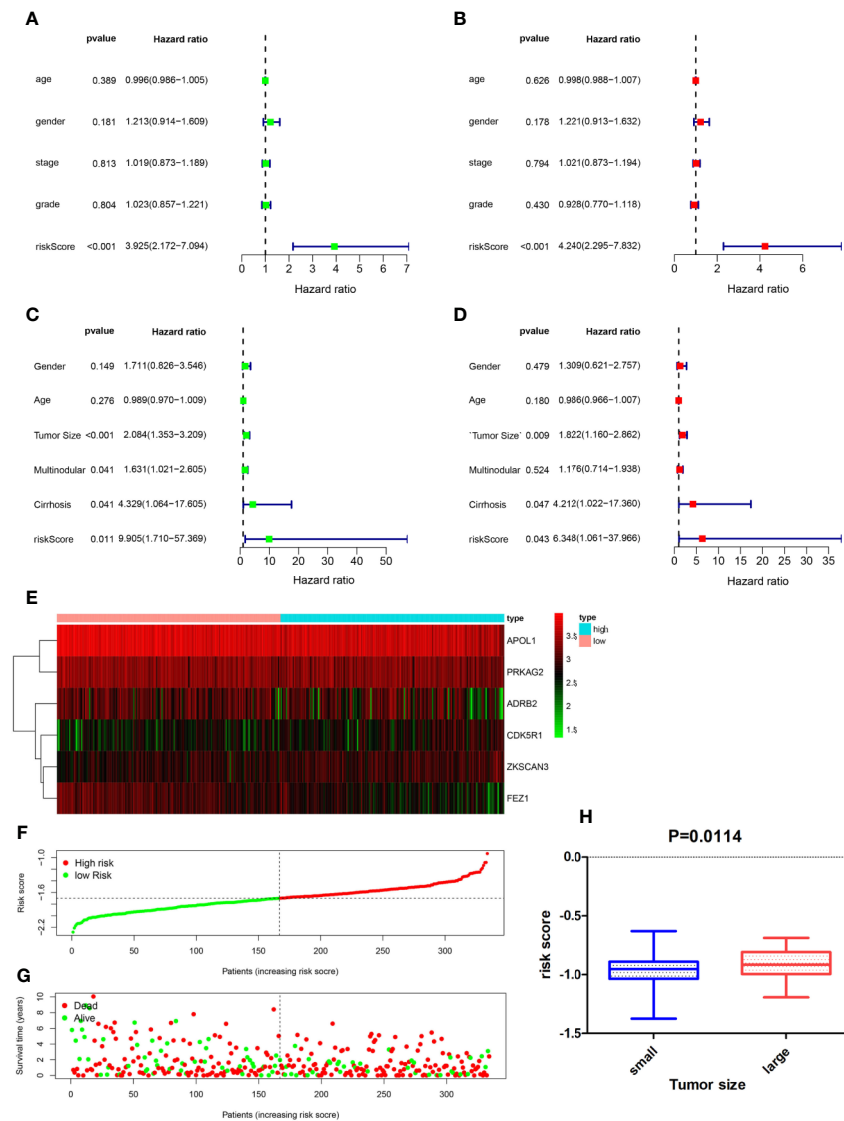 A
pvalue Hazard ratio
age 0.389 0.996(0.986−1.005)
gender 0.181 1.213(0.914−1.609)
stage 0.813 1.019(0.873−1.189)
grade 0.804 1.023(0.857−1.221)
riskScore <0.001 3.925(2.172−7.094)
0 1 2 3 4 5 6 7
Hazard ratio
B
pvalue Hazard ratio
age 0.626 0.998(0.988−1.007)
gender 0.178 1.221(0.913−1.632)
stage 0.794 1.021(0.873−1.194)
grade 0.430 0.928(0.770−1.118)
riskScore <0.001 4.240(2.295−7.832)
0 2 4 6
Hazard ratio
C
pvalue Hazard ratio
Gender 0.149 1.711(0.826−3.546)
Age 0.276 0.989(0.970−1.009)
Tumor Size <0.001 2.084(1.353−3.209)
Multinodular 0.041 1.631(1.021−2.605)
Cirrhosis 0.041 4.329(1.064−17.605)
riskScore 0.011 9.905(1.710−57.369)
0 10 20 30 40 50
Hazard ratio
D
pvalue Hazard ratio
Gender 0.479 1.309(0.621−2.757)
Age 0.180 0.986(0.966−1.007)
`Tumor Size` 0.009 1.822(1.160−2.862)
Multinodular 0.524 1.176(0.714−1.938)
Cirrhosis 0.047 4.212(1.022−17.360)
riskScore 0.043 6.348(1.061−37.966)
0 5 10 15 20 25 30 35
Hazard ratio
E
type
APOL1
PRKAG2
ADRB2
CDK5R1
ZKSCAN3
FEZ1
3.5
3
2.5
2
1.5
type
high
low
F
High risk
low Risk
Risk score
−1.0
−1.6
−2.2
0 50 100 150 200 250 300
Patients (increasing risk socre)
G
Dead
Alive
Survival time (years)
10
8
6
4
2
0
0 50 100 150 200 250 300
Patients (increasing risk socre)
H
P=0.0114
risk score
0.0
-0.5
-1.0
-1.5
small
large
Tumor size